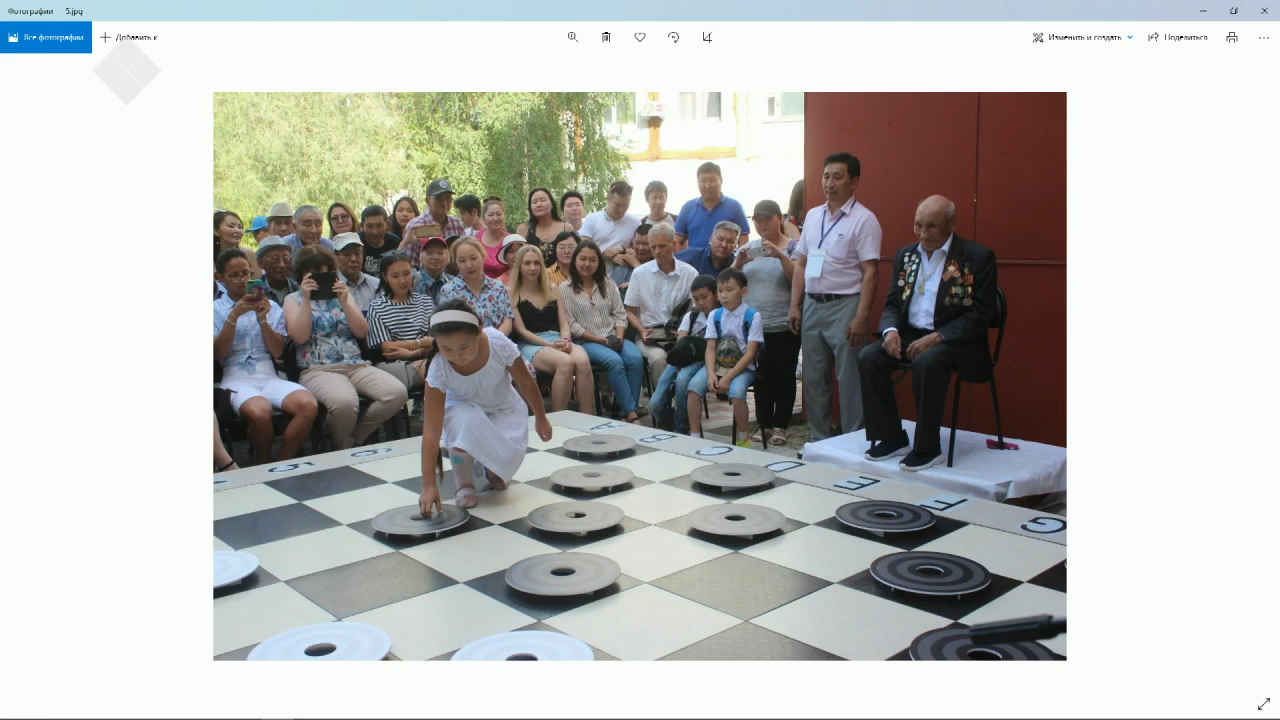 Фотографии 5.jpg
Все фотографии
Добавить к
Изменить и создать
Поделиться
A
B
C
D
E
F
G